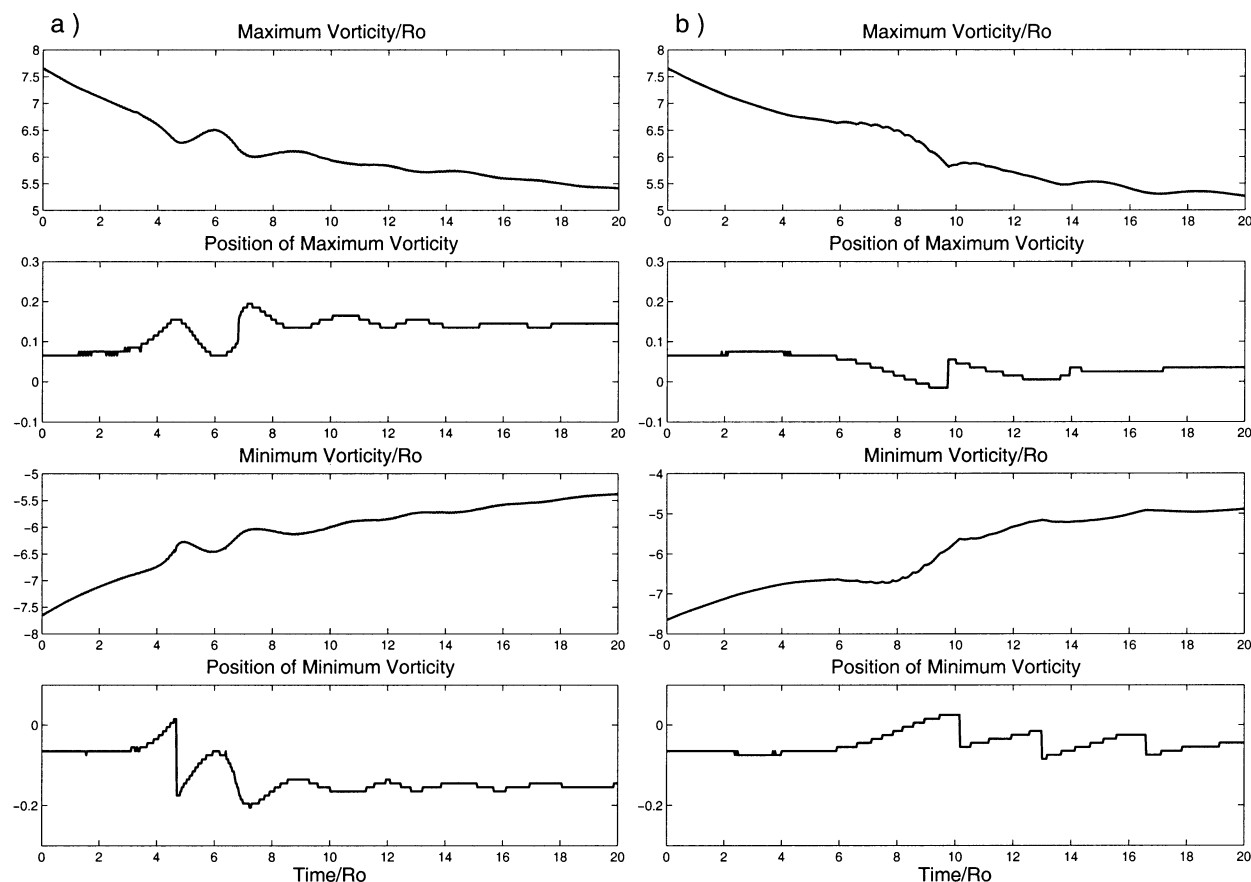 a )
Maximum Vorticity/Ro
8
7.5
7
6.5
6
5.5
5
0 2 4 6 8 10 12 14 16 18 20
Position of Maximum Vorticity
0.3
0.2
0.1
0
−0.1
0 2 4 6 8 10 12 14 16 18 20
Minimum Vorticity/Ro
−5
−5.5
−6
−6.5
−7
−7.5
−8
0 2 4 6 8 10 12 14 16 18 20
Position of Minimum Vorticity
0
−0.2
0 2 4 6 8 10 12 14 16 18 20
Time/Ro
b )
Maximum Vorticity/Ro
8
7.5
7
6.5
6
5.5
5
0 2 4 6 8 10 12 14 16 18 20
Position of Maximum Vorticity
0.3
0.2
0.1
0
−0.1
0 2 4 6 8 10 12 14 16 18 20
Minimum Vorticity/Ro
−4
−5
−6
−7
−8
0 2 4 6 8 10 12 14 16 18 20
Position of Minimum Vorticity
0
−0.2
0 2 4 6 8 10 12 14 16 18 20
Time/Ro